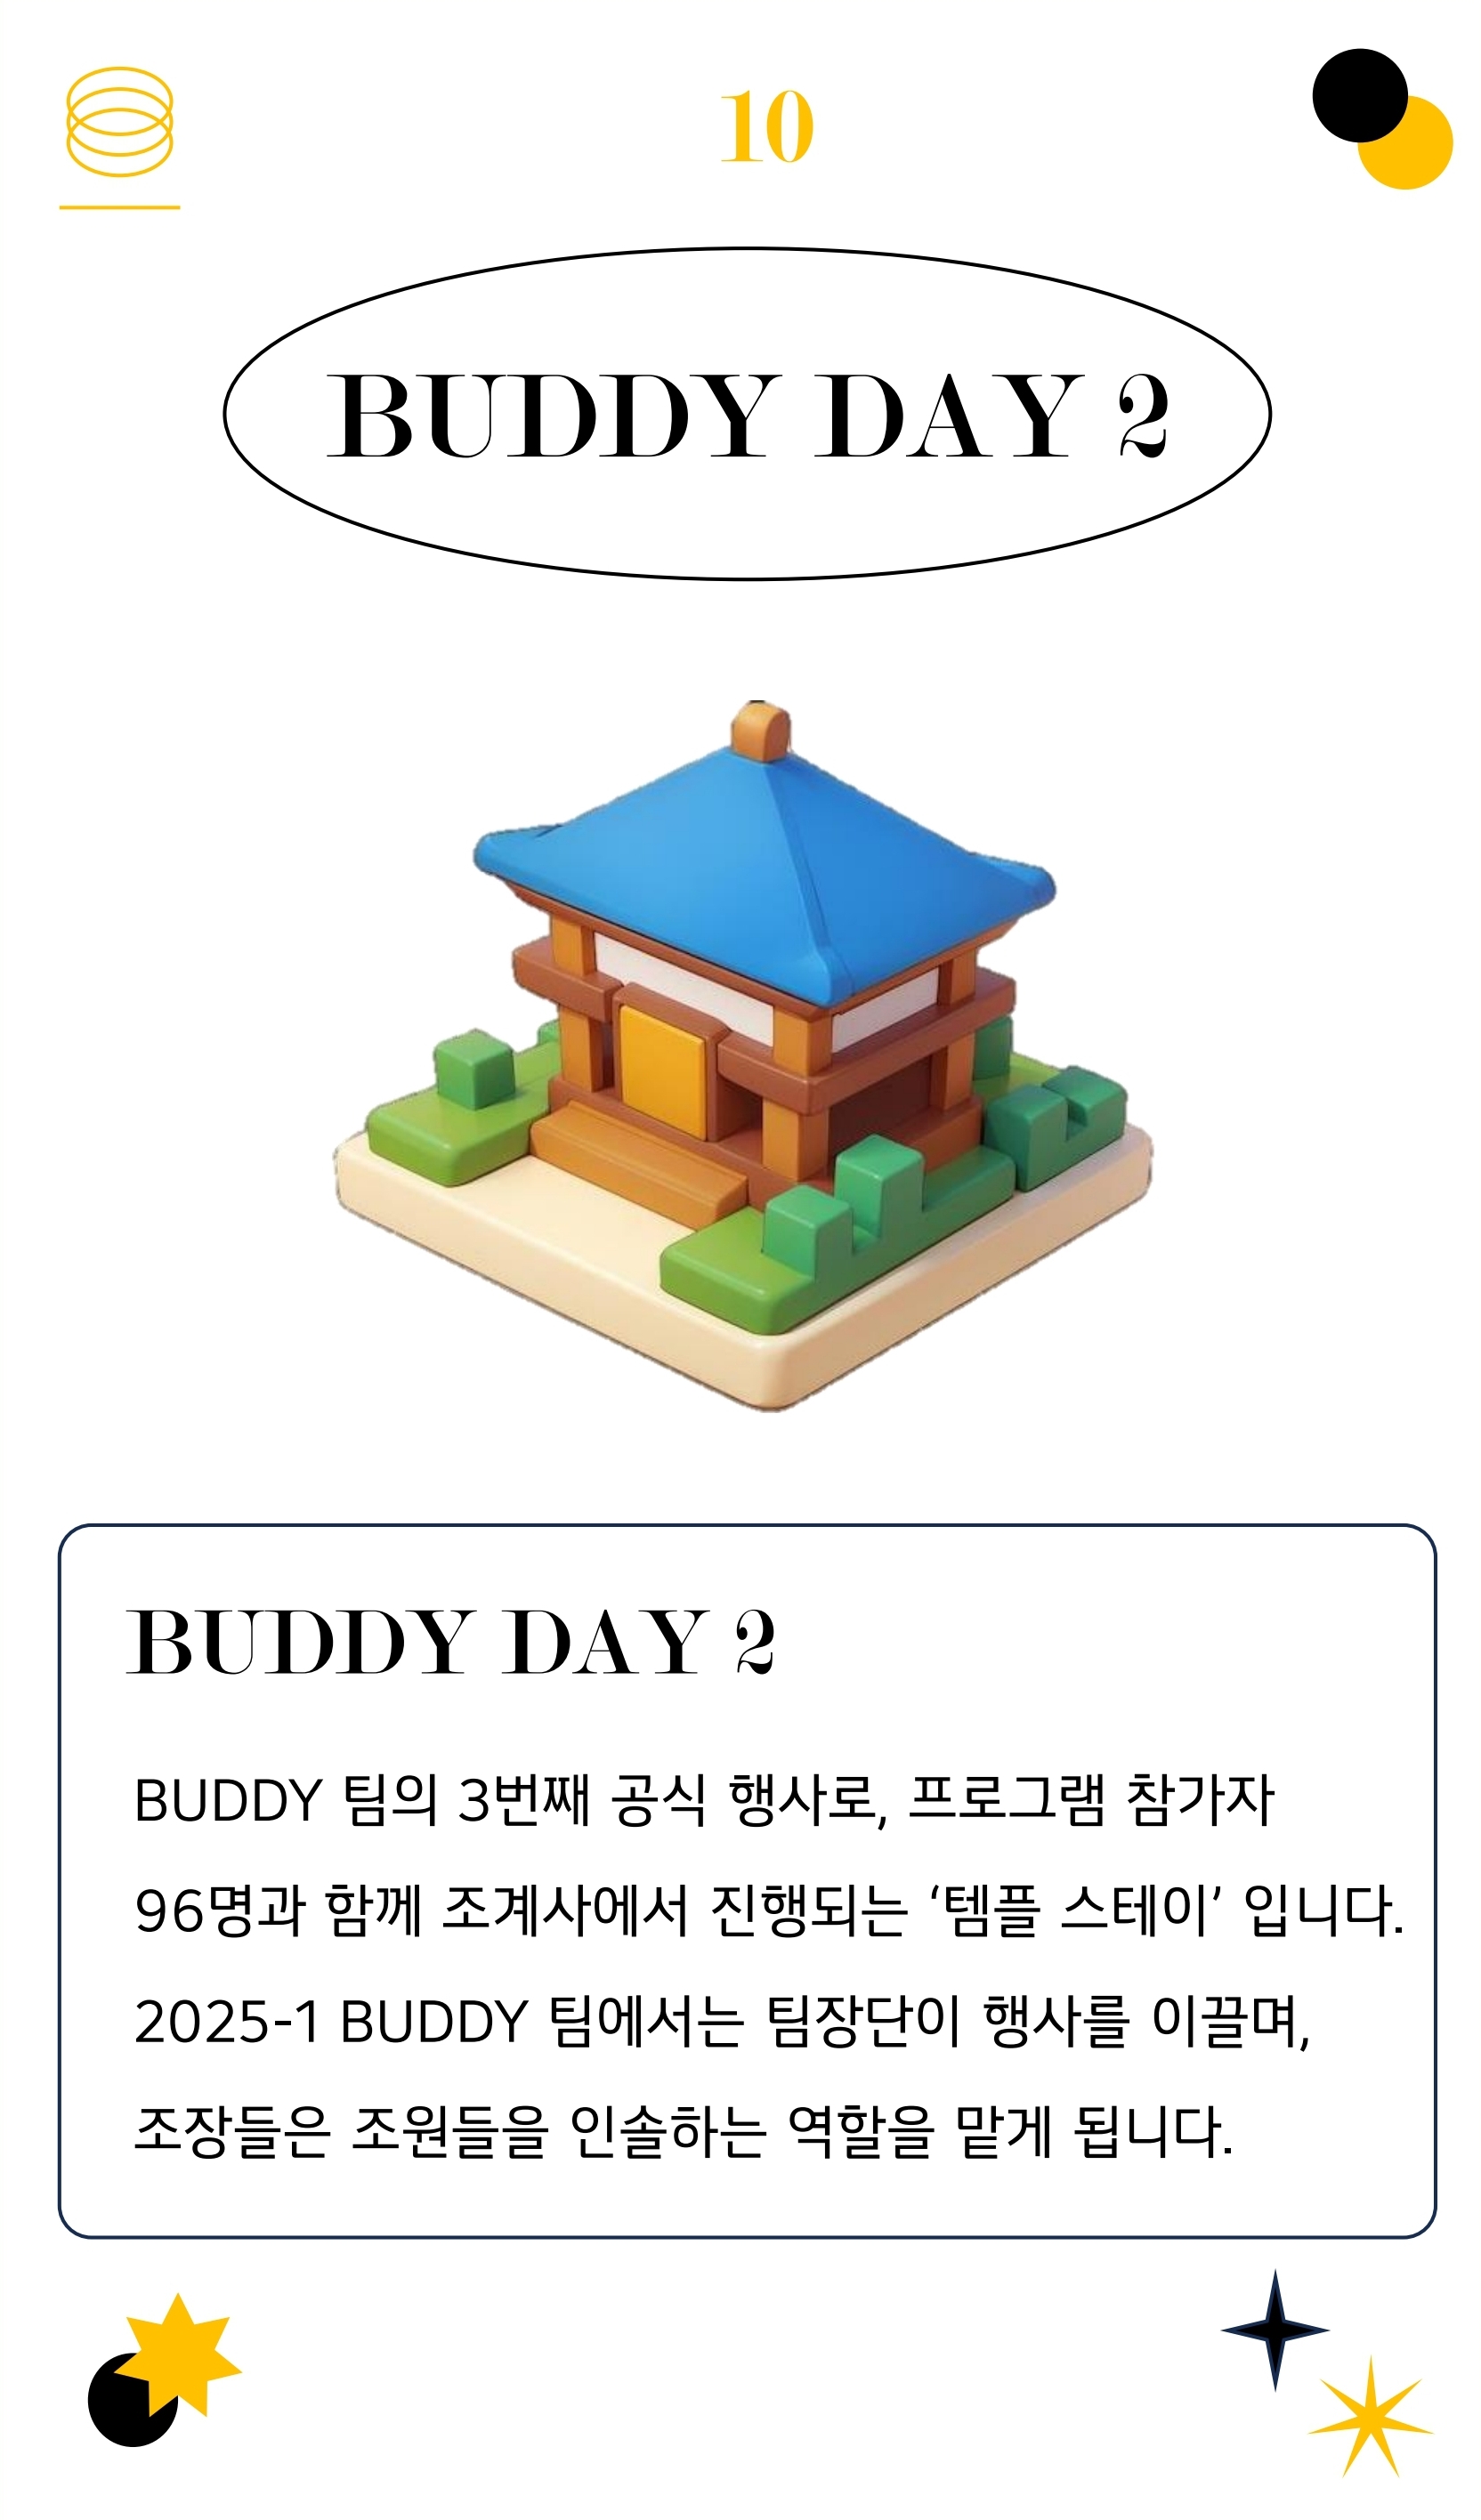 10
BUDDY DAY 2
BUDDY DAY 2
BUDDY 팀의 3번째 공식 행사로, 프로그램 참가자
96명과 함께 조계사에서 진행되는 ‘템플 스테이’ 입니다.
2025-1 BUDDY 팀에서는 팀장단이 행사를 이끌며,
조장들은 조원들을 인솔하는 역할을 맡게 됩니다.